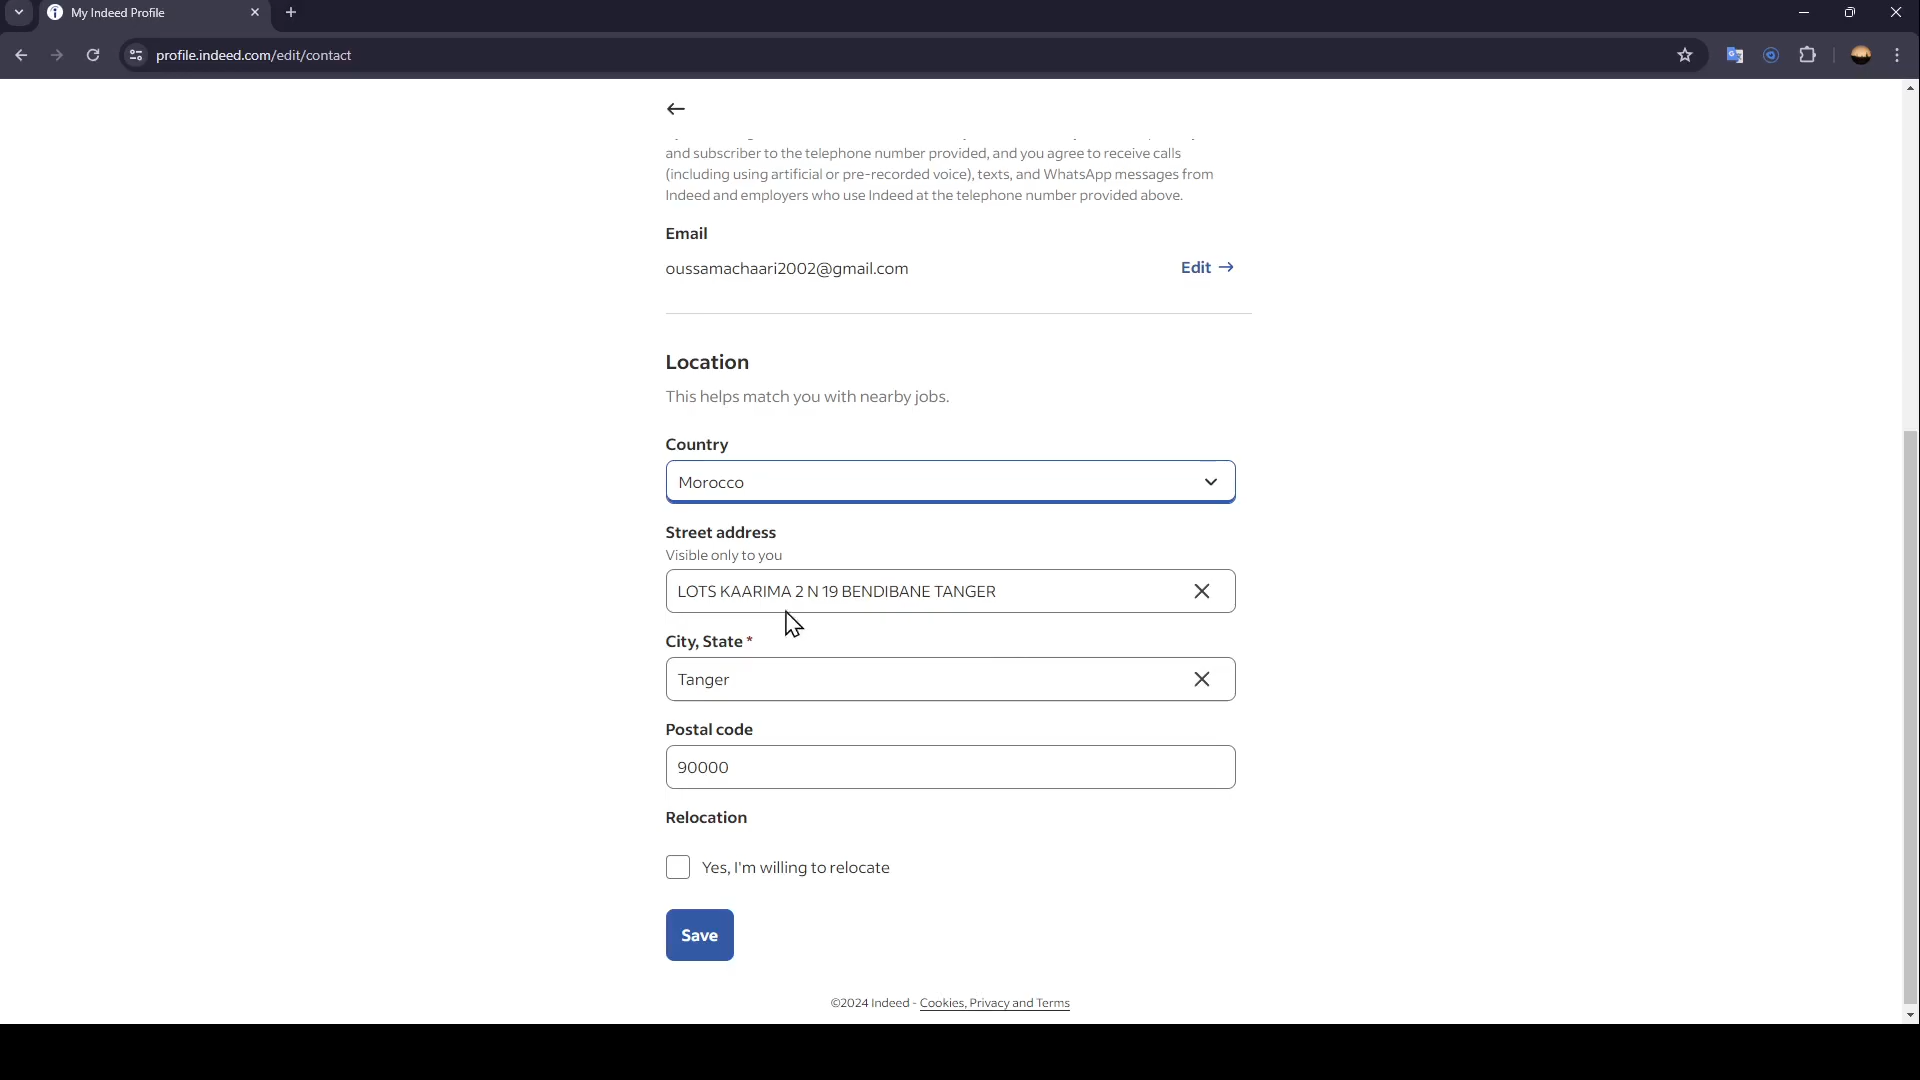 My Indeed Profile
profile.indeed.com/edit/contact
and subscriber to the telephone number provided, and you agree to receive calls
(including using artificial or pre-recorded voice), texts, and WhatsApp messages from
Indeed and employers who use Indeed at the telephone number provided above.
Email
oussamachaari2002@gmail.com
Edit →
Location
This helps match you with nearby jobs.
Country
Morocco
Street address
Visible only to you
LOTS KAARIMA 2 N 19 BENDIBANE TANGER
City, State *
Tanger
Postal code
90000
Relocation
Yes, I'm willing to relocate
Save
©2024 Indeed - Cookies, Privacy and Terms